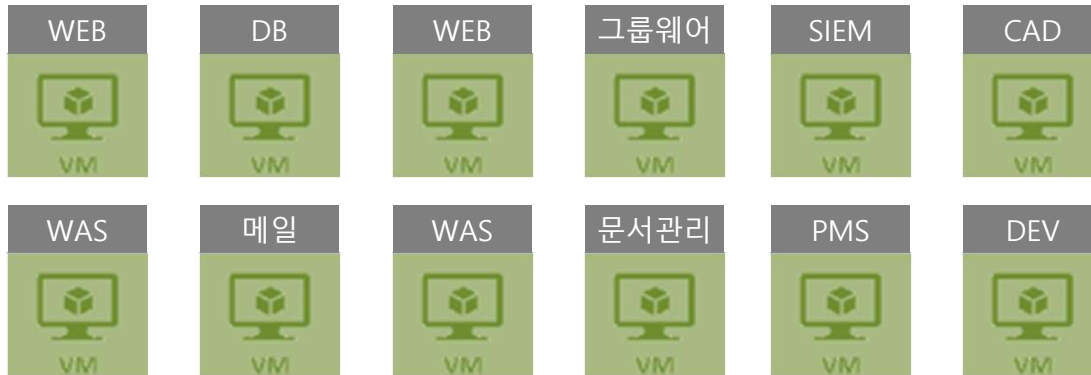 WEB DB WEB 그룹웨어 SIEM CAD
VM VM VM VM VM VM
WAS 메일 WAS 문서관리 PMS DEV
VM VM VM VM VM VM